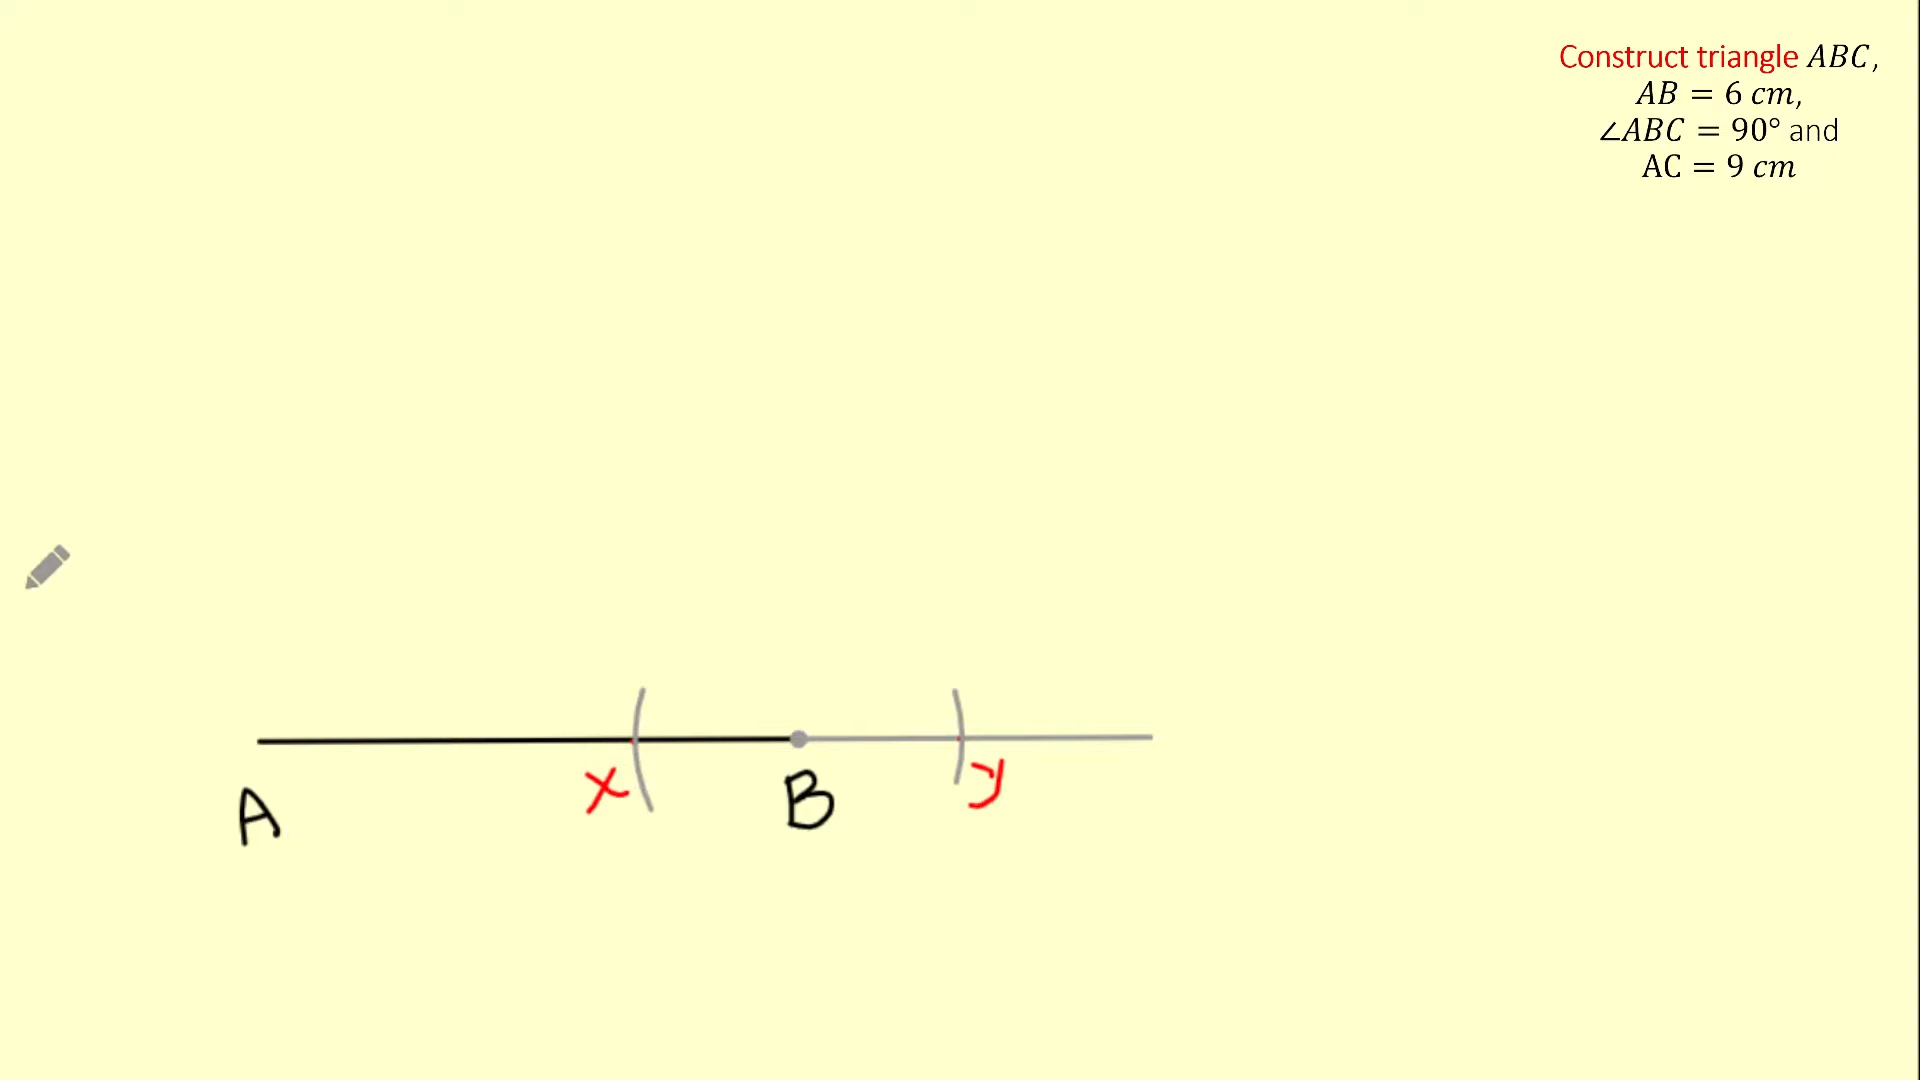 Construct triangle ABC,
AB = 6 cm,
∠ABC = 90° and
AC = 9 cm
x
y
A
B